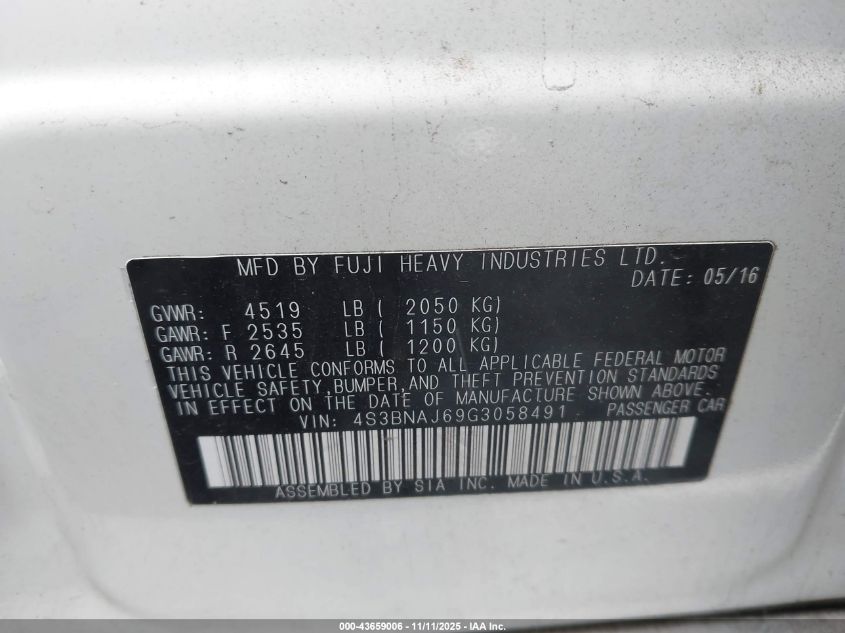 MFD BY FUJI HEAVY INDUSTRIES LTD.
DATE: 05/16
GVWR: 4519 LB ( 2050 KG)
GAWR: F 2535 LB ( 1150 KG)
GAWR: R 2645 LB ( 1200 KG)
THIS VEHICLE CONFORMS TO ALL APPLICABLE FEDERAL MOTOR
VEHICLE SAFETY, BUMPER, AND THEFT PREVENTION STANDARDS
IN EFFECT ON THE DATE OF MANUFACTURE SHOWN ABOVE.
VIN: 4S3BNAJ69G3058491 PASSENGER CAR
ASSEMBLED BY SIA INC. MADE IN U.S.A.
000-43659006 - 11/11/2025 - IAA Inc.